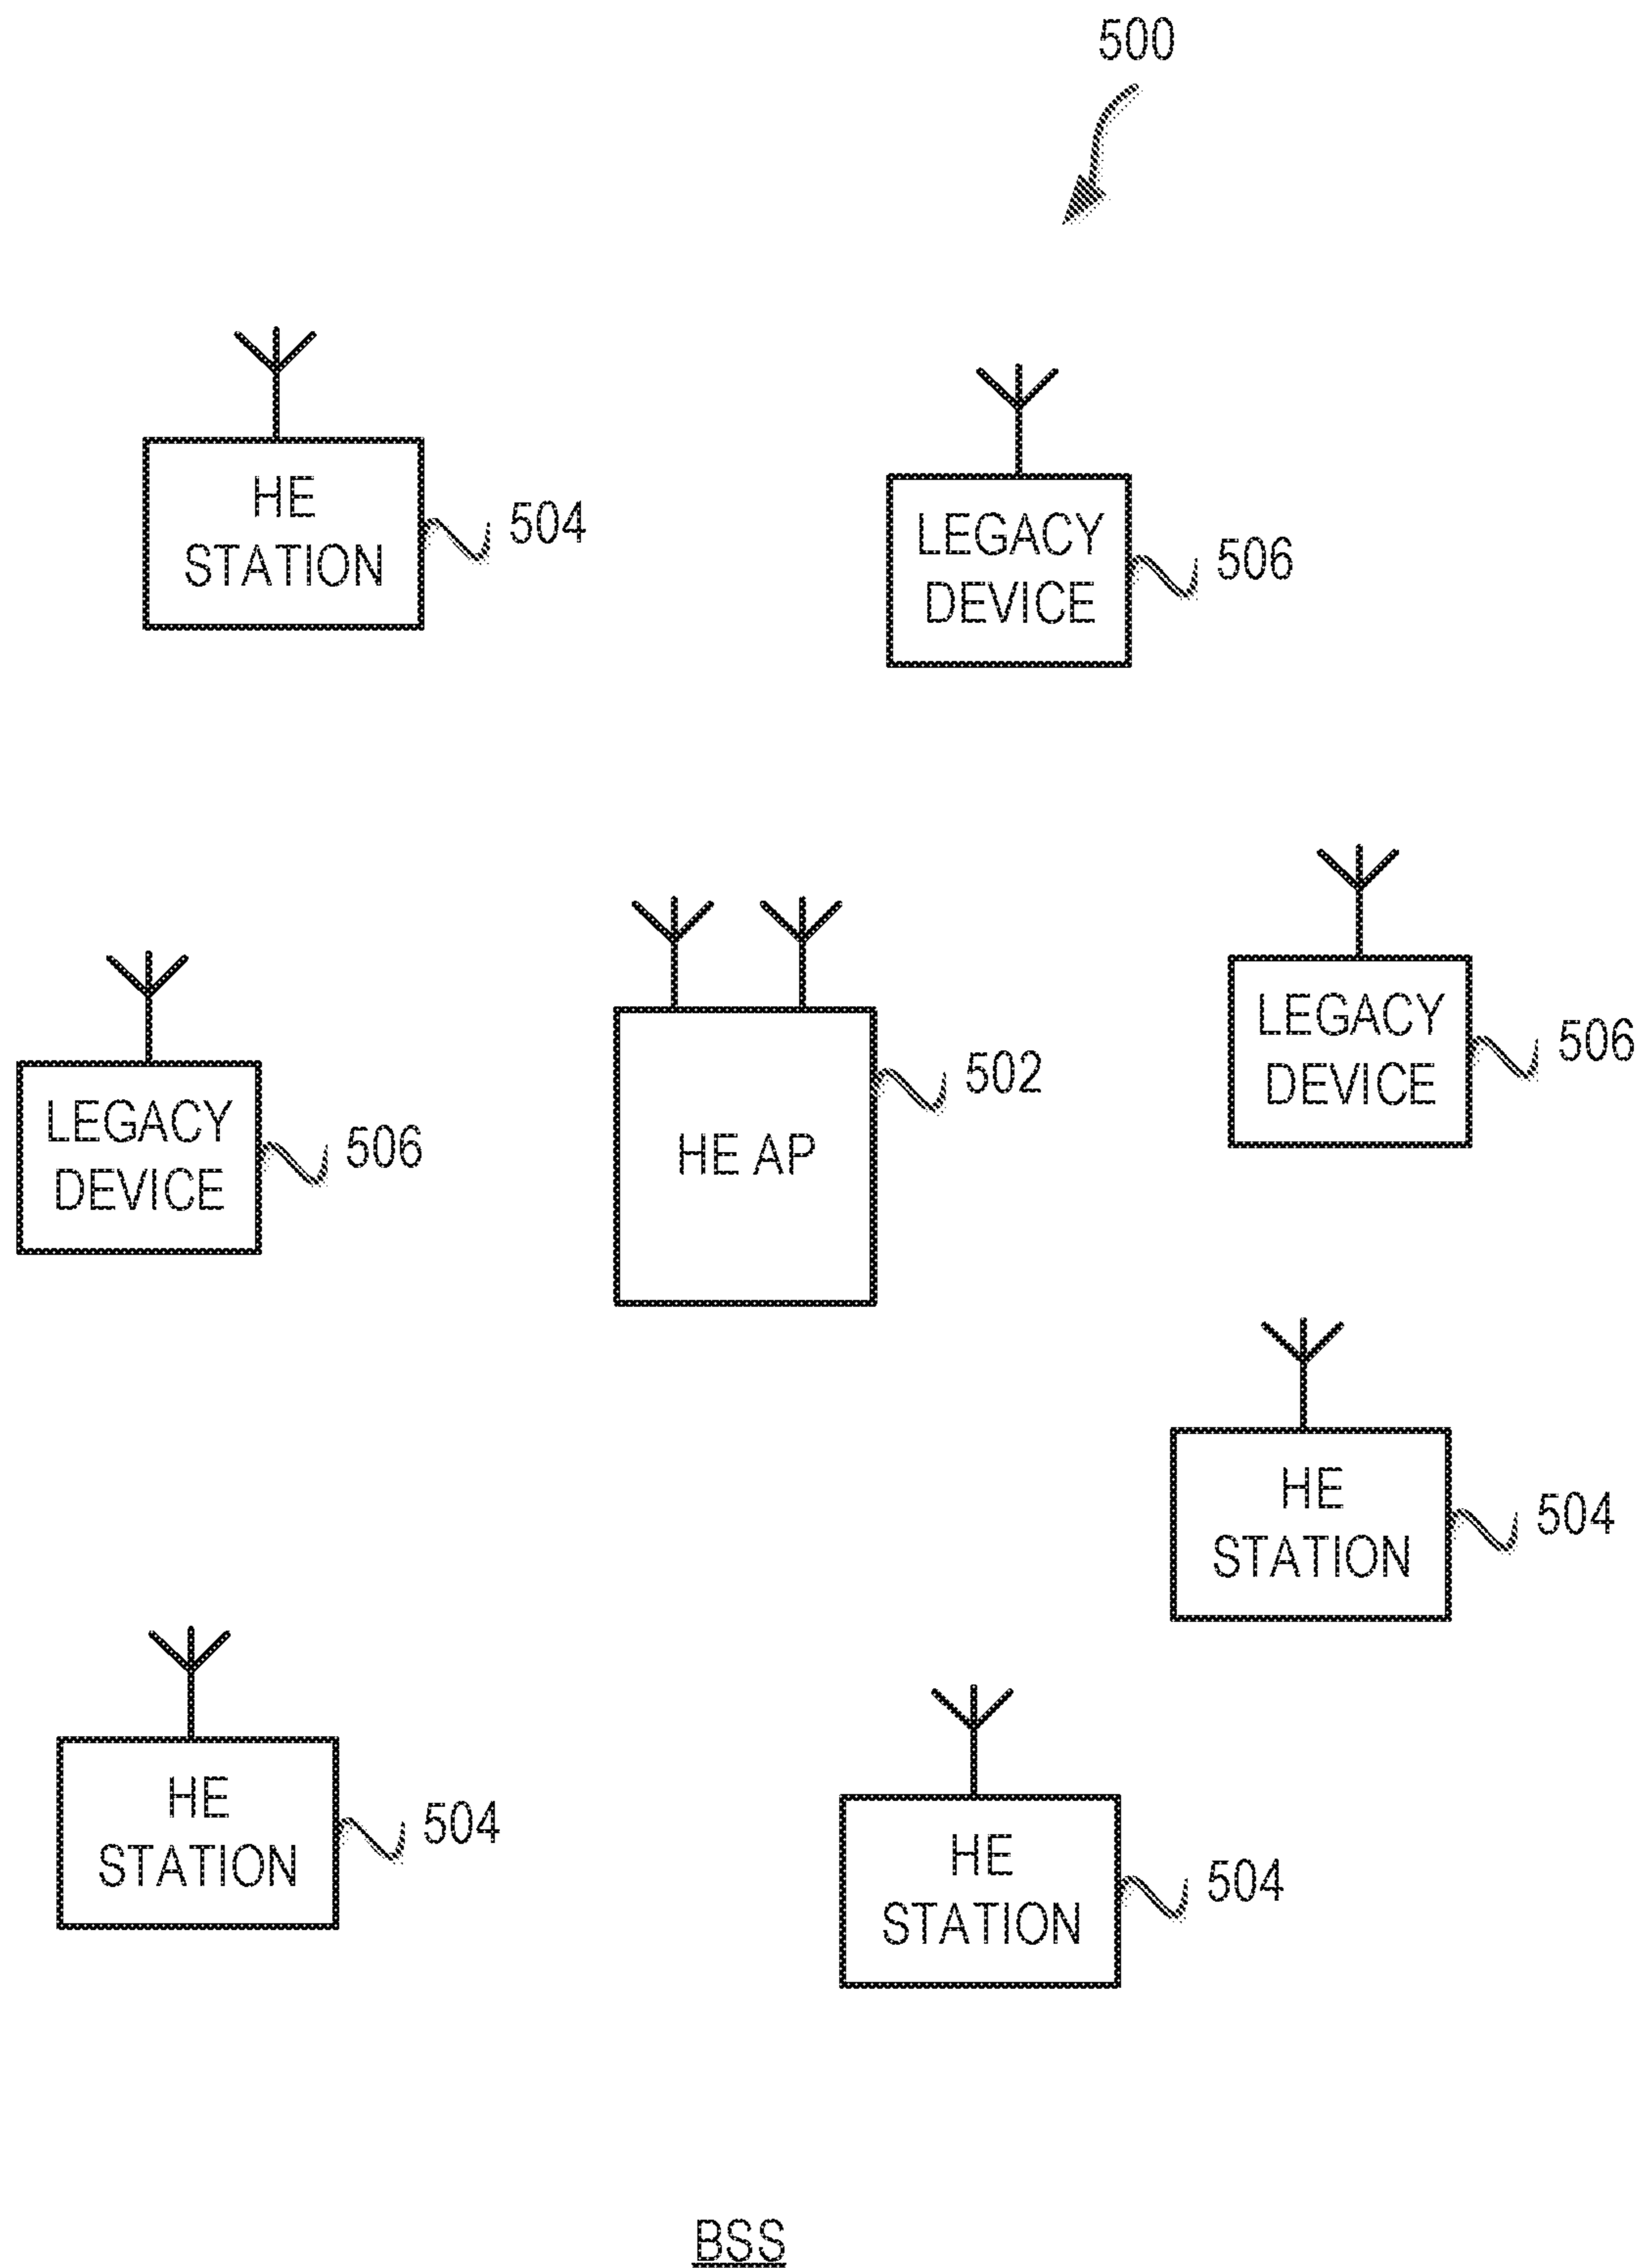 500
HE
STATION
504
LEGACY
DEVICE
506
LEGACY
DEVICE
506
HE AP
502
LEGACY
DEVICE
506
HE
STATION
504
HE
STATION
504
HE
STATION
504
BSS